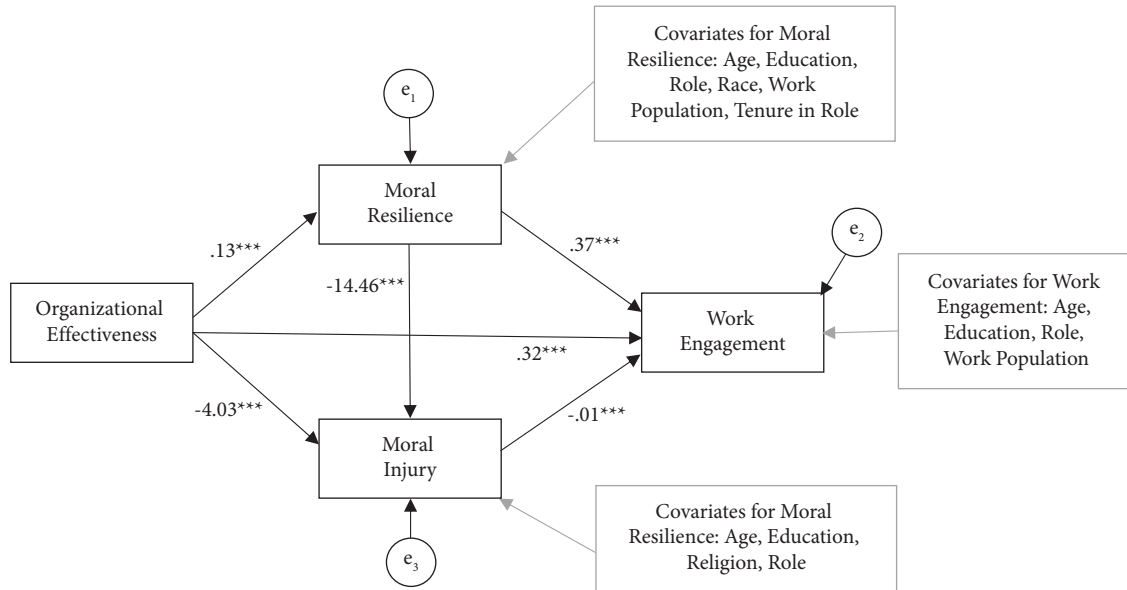 Covariates for Moral
Resilience: Age, Education,
Role, Race, Work
Population, Tenure in Role
e1
Moral
Resilience
e2
.13***
.37***
-14.46***
Covariates for Work
Engagement: Age,
Education, Role,
Work Population
Organizational
Effectiveness
Work
Engagement
.32***
-4.03***
-.01***
Moral
Injury
Covariates for Moral
Resilience: Age, Education,
Religion, Role
e3